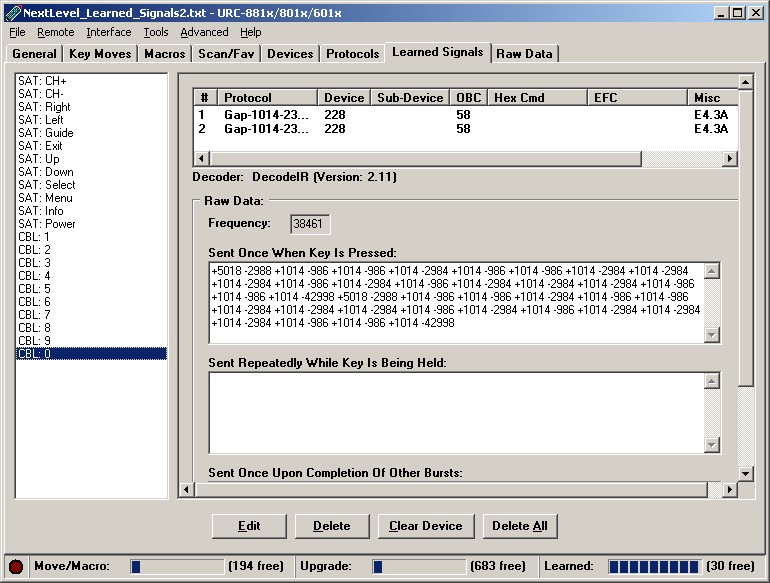 NextLevel_Learned_Signals2.txt - URC-881x/801x/601x
File Remote Interface Tools Advanced Help
General Key Moves Macros Scan/Fav Devices Protocols Learned Signals Raw Data
SAT: CH+
SAT: CH-
SAT: Right
SAT: Left
SAT: Guide
SAT: Exit
SAT: Up
SAT: Down
SAT: Select
SAT: Menu
SAT: Info
SAT: Power
CBL: 1
CBL: 2
CBL: 3
CBL: 4
CBL: 5
CBL: 6
CBL: 7
CBL: 8
CBL: 9
CBL: 0
# Protocol Device Sub-Device OBC Hex Cmd EFC Misc
1 Gap-1014-23... 228 58 E4.3A
2 Gap-1014-23... 228 58 E4.3A
Decoder: DecodeIR (Version: 2.11)
Raw Data:
Frequency: 38461
Sent Once When Key Is Pressed:
+5018 -2988 +1014 -986 +1014 -986 +1014 -2984 +1014 -986 +1014 -986 +1014 -2984 +1014 -2984
+1014 -2984 +1014 -986 +1014 -2984 +1014 -986 +1014 -2984 +1014 -2984 +1014 -2984 +1014 -986
+1014 -986 +1014 -42998 +5018 -2988 +1014 -986 +1014 -986 +1014 -2984 +1014 -986 +1014 -986
+1014 -2984 +1014 -2984 +1014 -2984 +1014 -986 +1014 -2984 +1014 -986 +1014 -2984 +1014 -2984
+1014 -2984 +1014 -986 +1014 -986 +1014 -42998
Sent Repeatedly While Key Is Being Held:
Sent Once Upon Completion Of Other Bursts:
Edit Delete Clear Device Delete All
Move/Macro: (194 free) Upgrade: (683 free) Learned: (30 free)